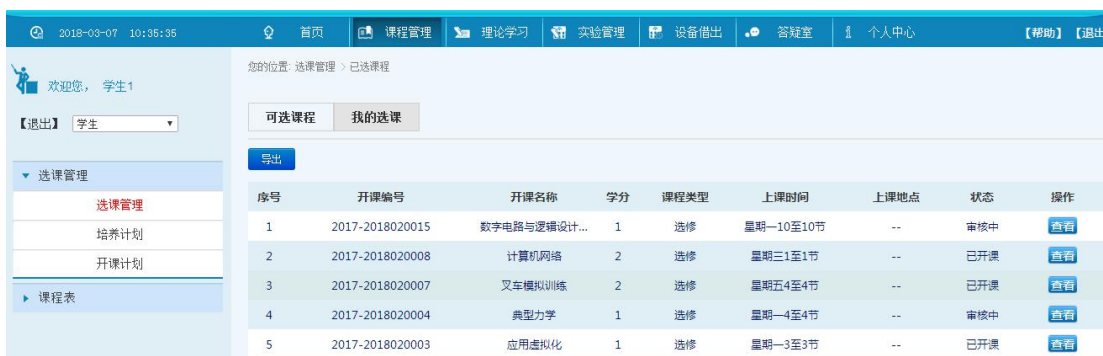 2018-03-07 10:35:35 首页 课程管理 理论学习 实验管理 设备借出 答疑室 个人中心 【帮助】 【退出
欢迎您, 学生1
【退出】 学生
选课管理
选课管理
培养计划
开课计划
课程表
您的位置: 选课管理 > 已选课程
可选课程 我的选课
导出
序号 开课编号 开课名称 学分 课程类型 上课时间 上课地点 状态 操作
1 2017-2018020015 数字电路与逻辑设计... 1 选修 星期一10至10节 -- 审核中 查看
2 2017-2018020008 计算机网络 2 选修 星期三1至1节 -- 已开课 查看
3 2017-2018020007 叉车模拟训练 2 选修 星期五4至4节 -- 已开课 查看
4 2017-2018020004 典型力学 1 选修 星期一4至4节 -- 审核中 查看
5 2017-2018020003 应用虚拟化 1 选修 星期一3至3节 -- 已开课 查看